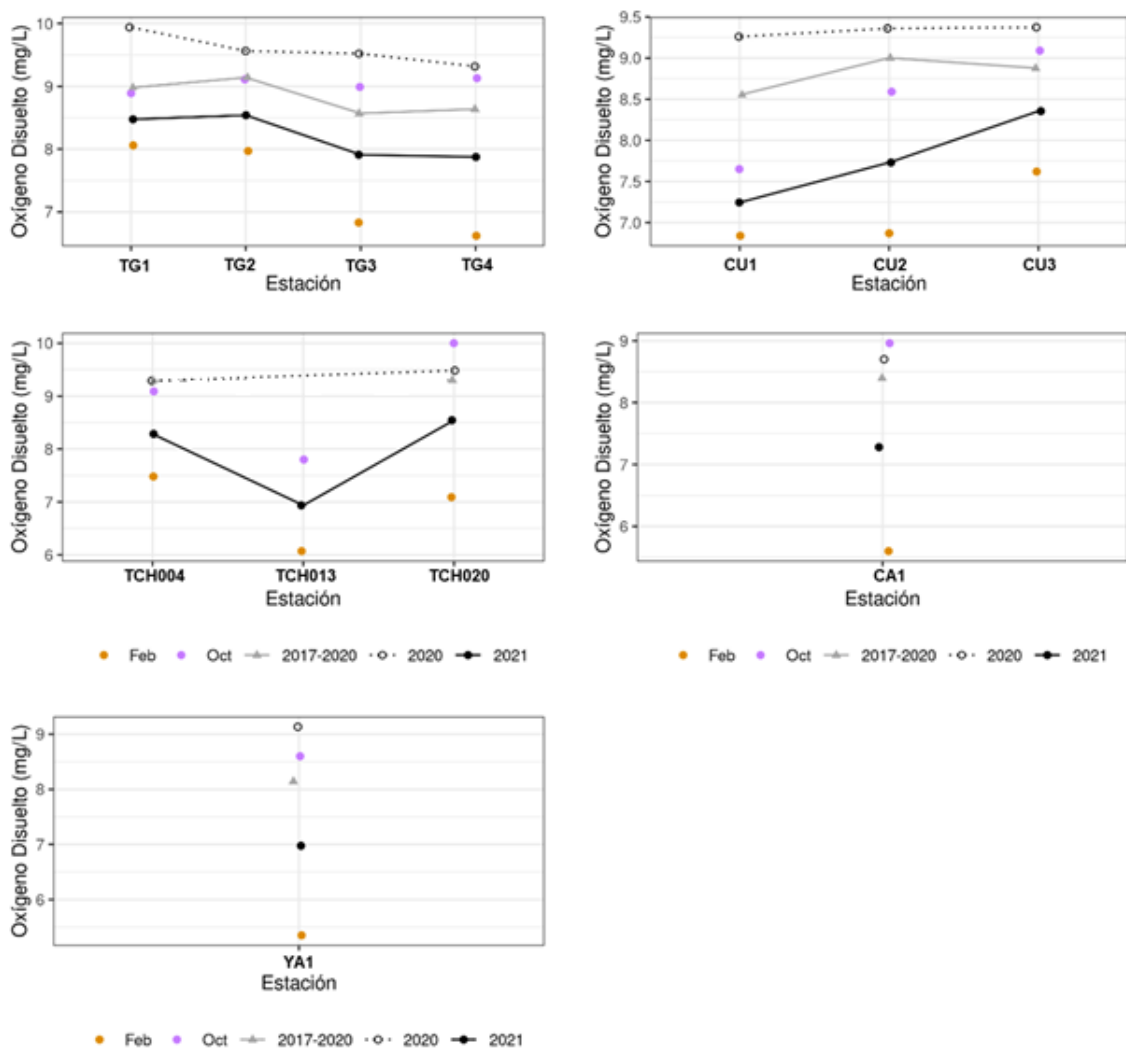 Oxígeno Disuelto (mg/L)
10
9
8
7
TG1 TG2 TG3 TG4
Estación
Oxígeno Disuelto (mg/L)
9.5
9.0
8.5
8.0
7.5
7.0
CU1 CU2 CU3
Estación
Oxígeno Disuelto (mg/L)
10
9
8
7
6
TCH004 TCH013 TCH020
Estación
Feb Oct 2017-2020 2020 2021
Oxígeno Disuelto (mg/L)
9
8
7
6
CA1
Estación
Feb Oct 2017-2020 2020 2021
Oxígeno Disuelto (mg/L)
9
8
7
6
YA1
Estación
Feb Oct 2017-2020 2020 2021